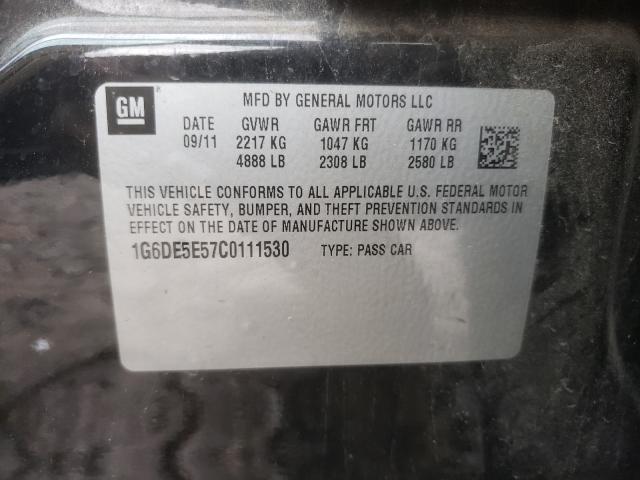 GM
MFD BY GENERAL MOTORS LLC
DATE GVWR GAWR FRT GAWR RR
09/11 2217 KG 1047 KG 1170 KG
4888 LB 2308 LB 2580 LB
THIS VEHICLE CONFORMS TO ALL APPLICABLE U.S. FEDERAL MOTOR
VEHICLE SAFETY, BUMPER, AND THEFT PREVENTION STANDARDS IN
EFFECT ON THE DATE OF MANUFACTURE SHOWN ABOVE.
1G6DE5E57C0111530 TYPE: PASS CAR